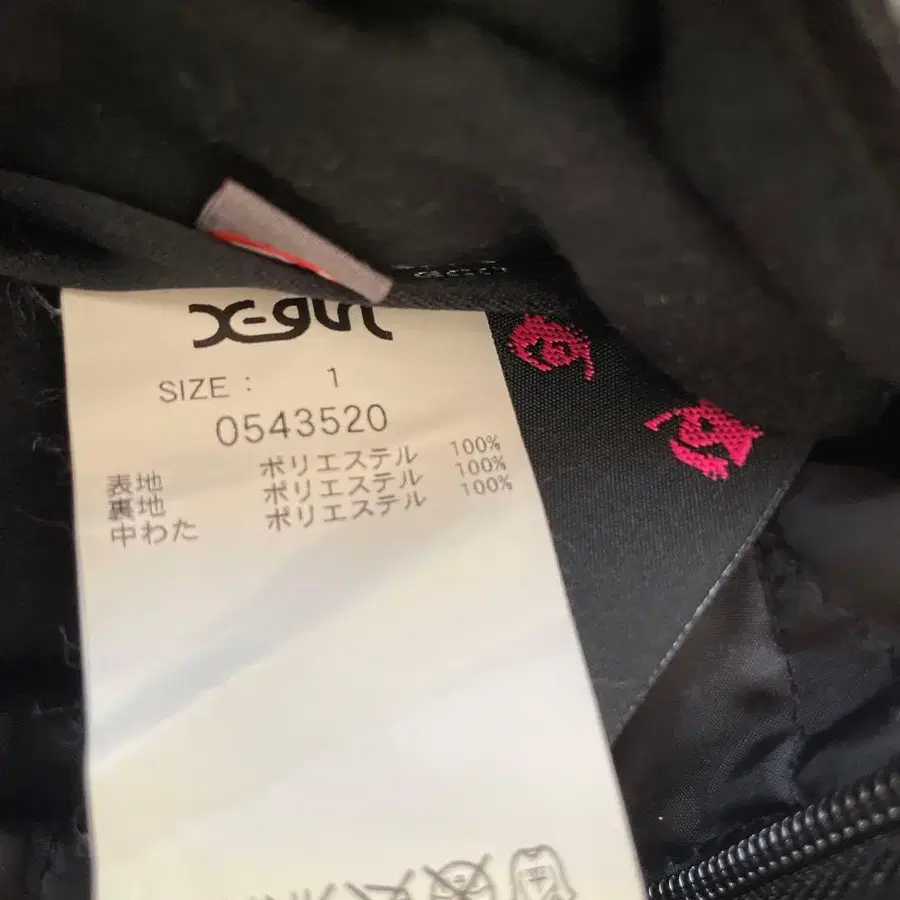 X-girl
SIZE : 1
0543520
表地 ポリエステル 100%
裏地 ポリエステル 100%
中わた ポリエステル 100%